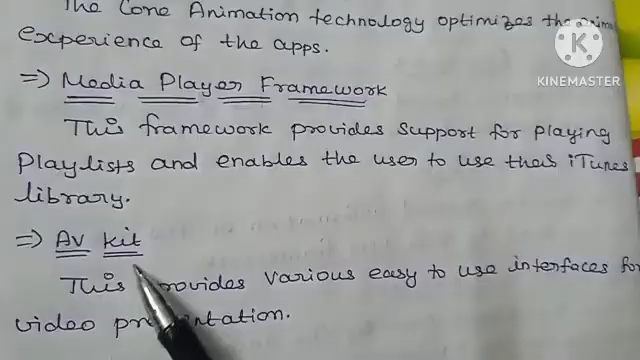 The Core Animation technology optimizes the
experience of the apps.
KINEMASTER
=> Media Player Framework
This framework provides support for playing
playlists and enables the user to use their iTunes
library.
=> AV Kit
This provides various easy to use interfaces for
video